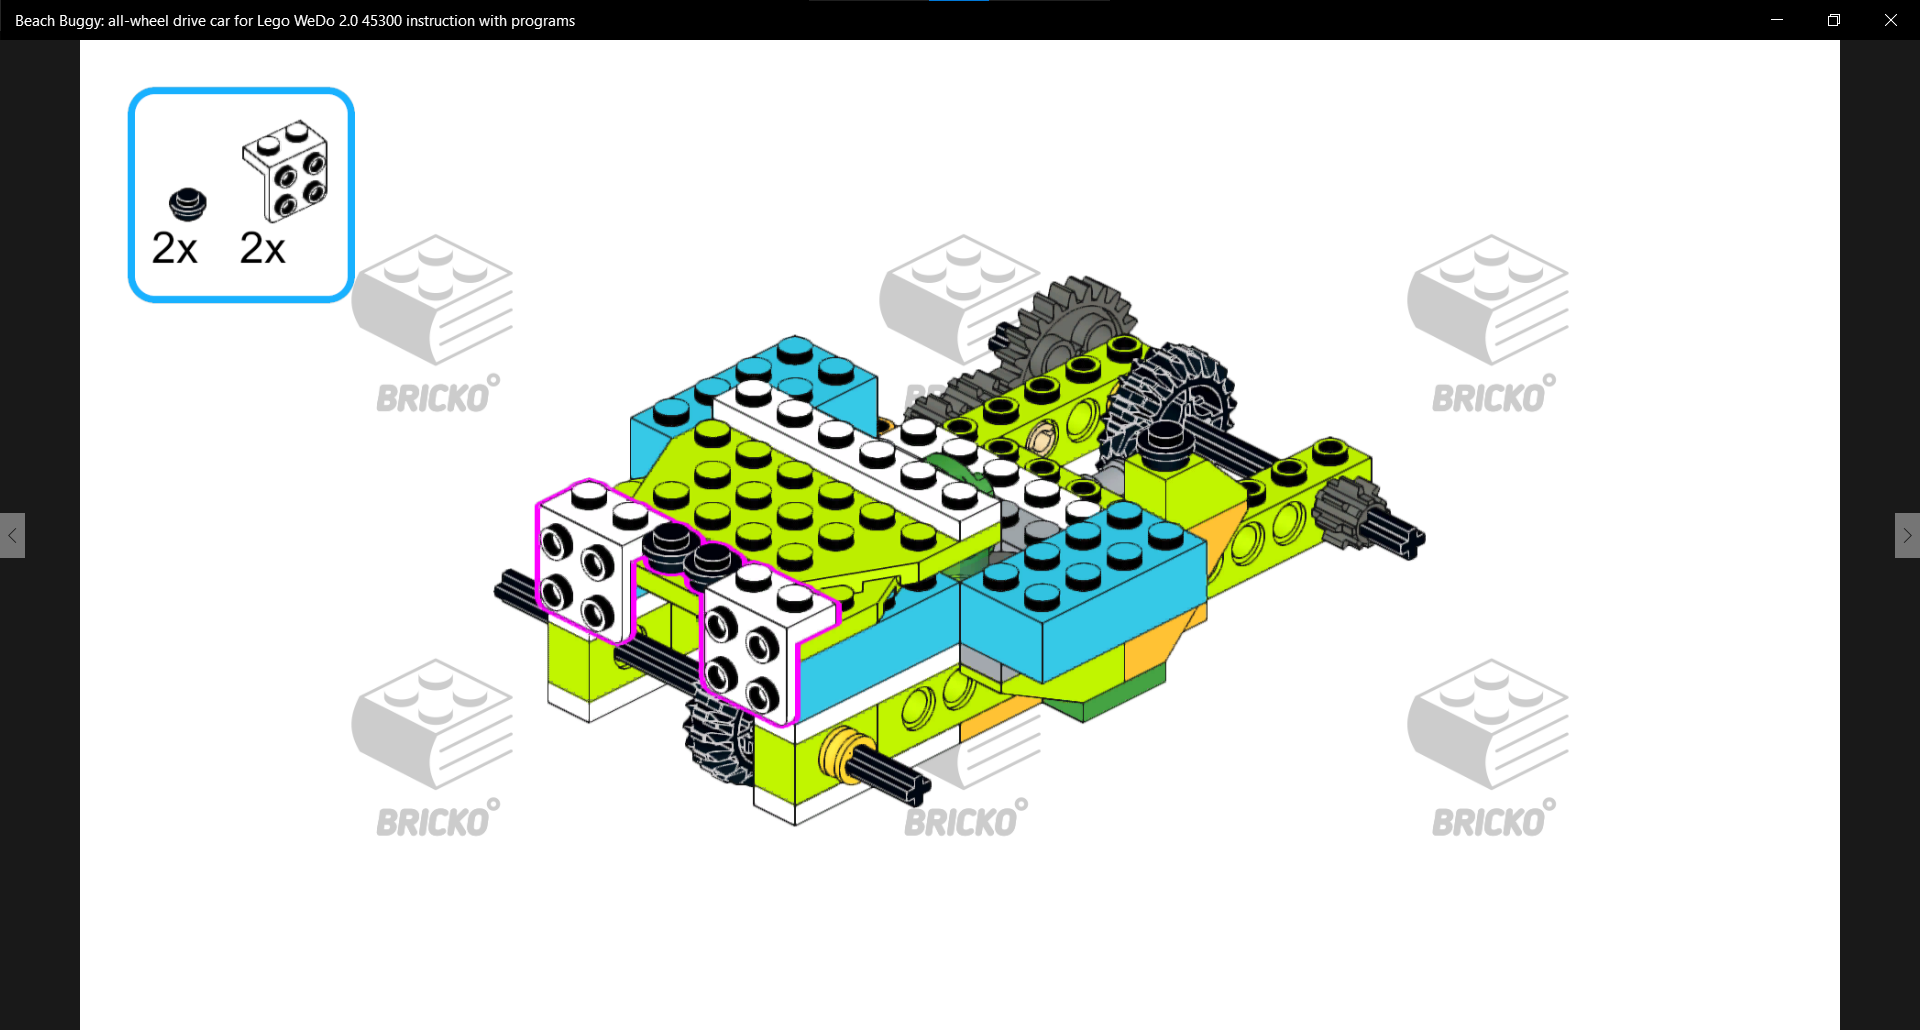 Beach Buggy: all-wheel drive car for Lego WeDo 2.0 45300 instruction with programs
2x 2x
BRICKO
BR
BRICKO
BRICKO
BRICKO
BRICKO